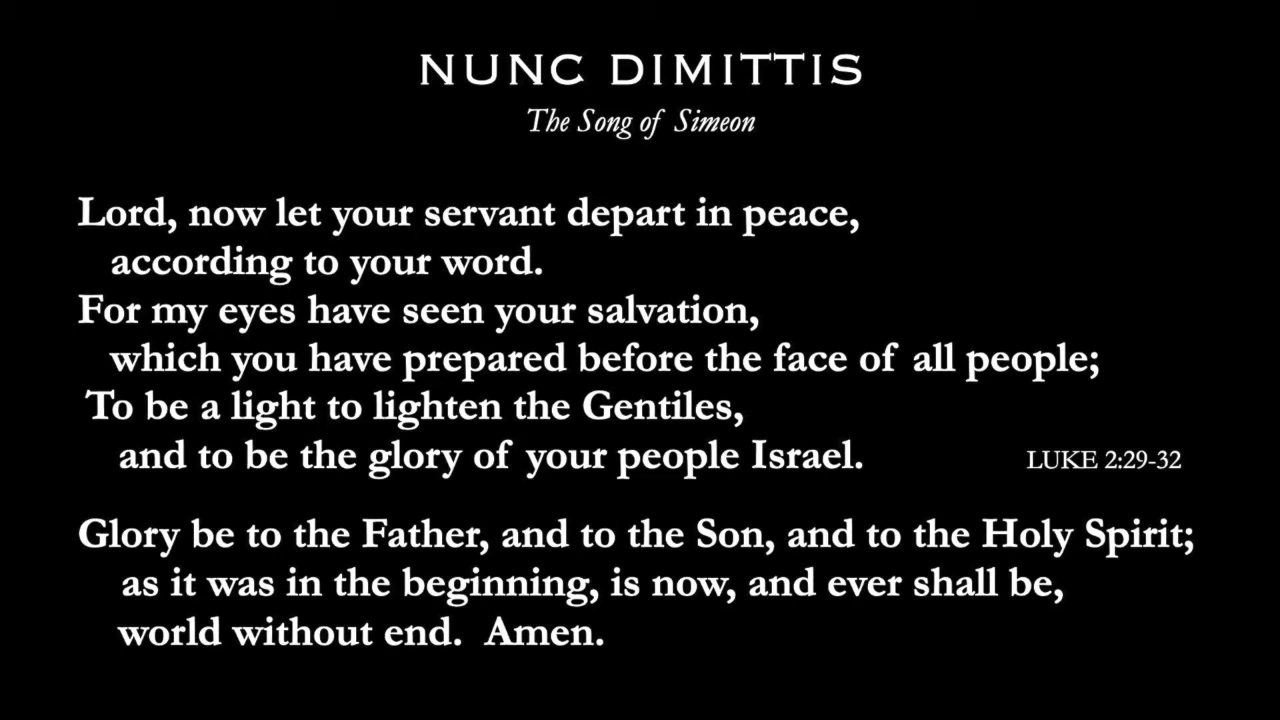 NUNC DIMITTIS
The Song of Simeon
Lord, now let your servant depart in peace,
according to your word.
For my eyes have seen your salvation,
which you have prepared before the face of all people;
To be a light to lighten the Gentiles,
and to be the glory of your people Israel. LUKE 2:29-32
Glory be to the Father, and to the Son, and to the Holy Spirit;
as it was in the beginning, is now, and ever shall be,
world without end. Amen.